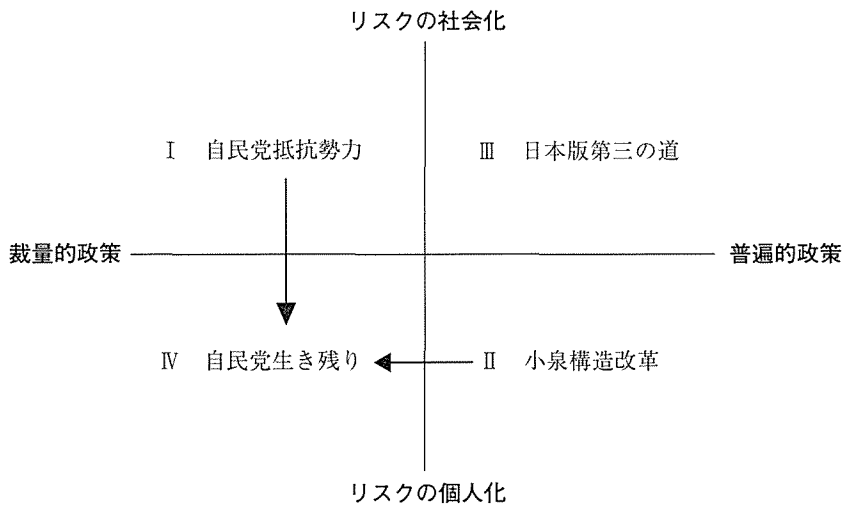 リスクの社会化
Ⅰ 自民党抵抗勢力
Ⅲ 日本版第三の道
裁量的政策
普遍的政策
Ⅳ 自民党生き残り
Ⅱ 小泉構造改革
リスクの個人化